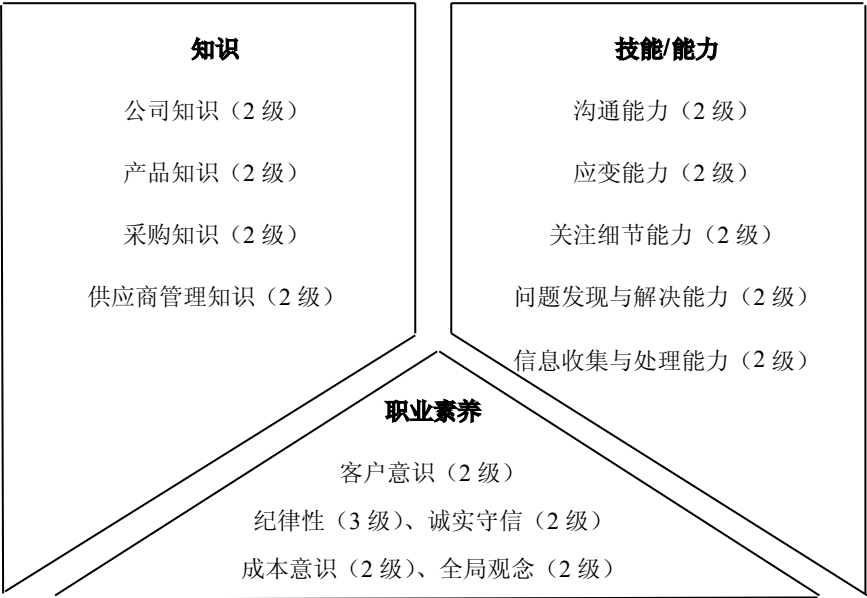 知识
公司知识（2 级）
产品知识（2 级）
采购知识（2 级）
供应商管理知识（2 级）
技能/能力
沟通能力（2 级）
应变能力（2 级）
关注细节能力（2 级）
问题发现与解决能力（2 级）
信息收集与处理能力（2 级）
职业素养
客户意识（2 级）
纪律性（3 级）、诚实守信（2 级）
成本意识（2 级）、全局观念（2 级）